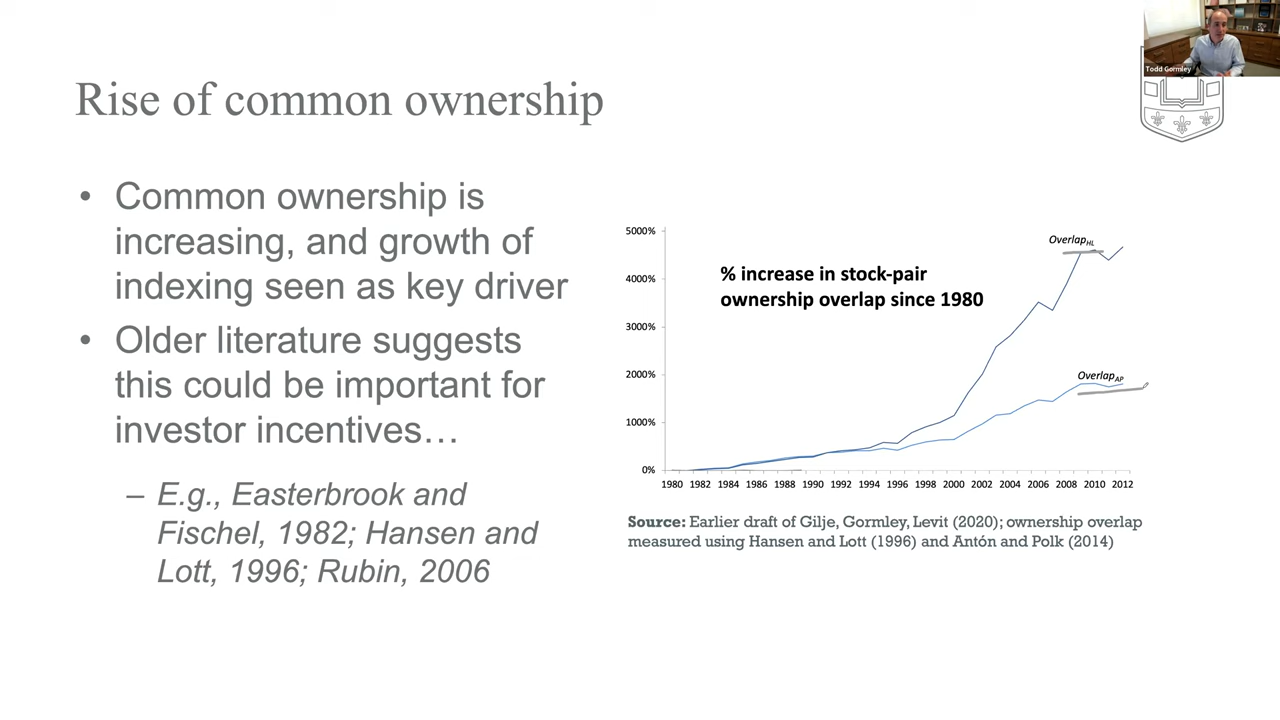 Todd Gormley
Rise of common ownership
• Common ownership is
increasing, and growth of
indexing seen as key driver
• Older literature suggests
this could be important for
investor incentives…
– E.g., Easterbrook and
Fischel, 1982; Hansen and
Lott, 1996; Rubin, 2006
% increase in stock-pair
ownership overlap since 1980
OverlapHL
OverlapAP
5000%
4000%
3000%
2000%
1000%
0%
1980 1982 1984 1986 1988 1990 1992 1994 1996 1998 2000 2002 2004 2006 2008 2010 2012
Source: Earlier draft of Gilje, Gormley, Levit (2020); ownership overlap
measured using Hansen and Lott (1996) and Antón and Polk (2014)